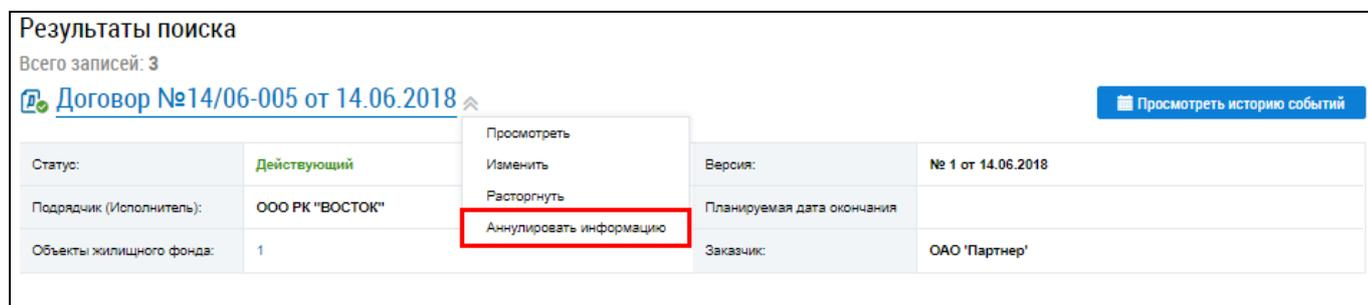 Результаты поиска
Всего записей: 3
Договор №14/06-005 от 14.06.2018
Просмотреть историю событий
Просмотреть
Изменить
Расторгнуть
Аннулировать информацию
Статус: Действующий Версия: № 1 от 14.06.2018
Подрядчик (Исполнитель): ООО РК "ВОСТОК" Планируемая дата окончания
Объекты жилищного фонда: 1 Заказчик: ОАО 'Партнер'